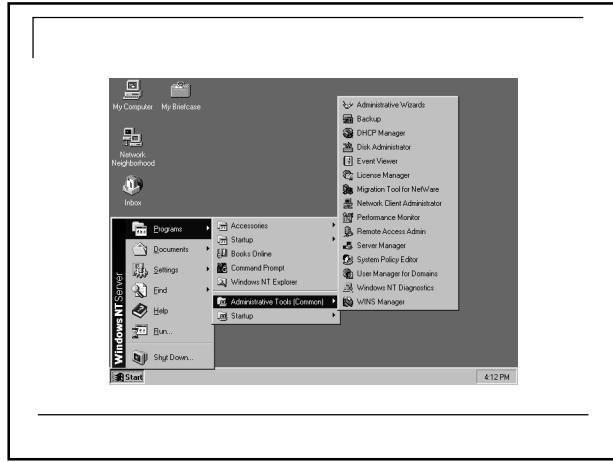 My Computer
My Briefcase
Network
Neighborhood
Inbox
Windows NT Server
Programs
Documents
Settings
Find
Help
Run...
Shut Down...
Accessories
Startup
Books Online
Command Prompt
Windows NT Explorer
Administrative Tools (Common)
Startup
Administrative Wizards
Backup
DHCP Manager
Disk Administrator
Event Viewer
License Manager
Migration Tool for NetWare
Network Client Administrator
Performance Monitor
Remote Access Admin
Server Manager
System Policy Editor
User Manager for Domains
Windows NT Diagnostics
WINS Manager
Start
4:12 PM